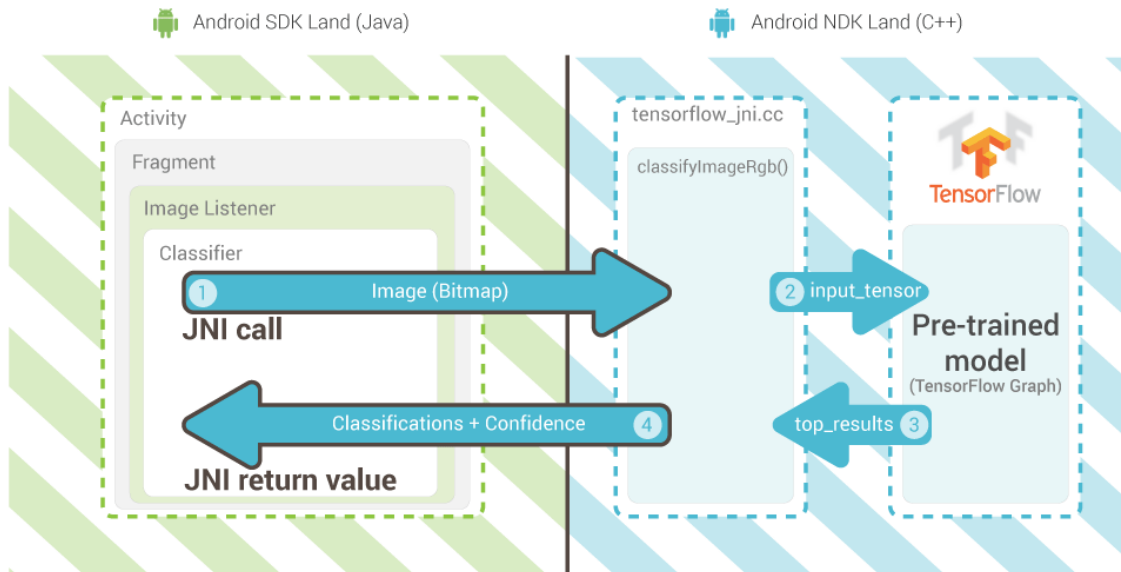 Android SDK Land (Java)
Android NDK Land (C++)
Activity
Fragment
Image Listener
Classifier
1 Image (Bitmap)
JNI call
Classifications + Confidence 4
JNI return value
tensorflow_jni.cc
classifyImageRgb()
2 input_tensor
top_results 3
TensorFlow
Pre-trained
model
(TensorFlow Graph)